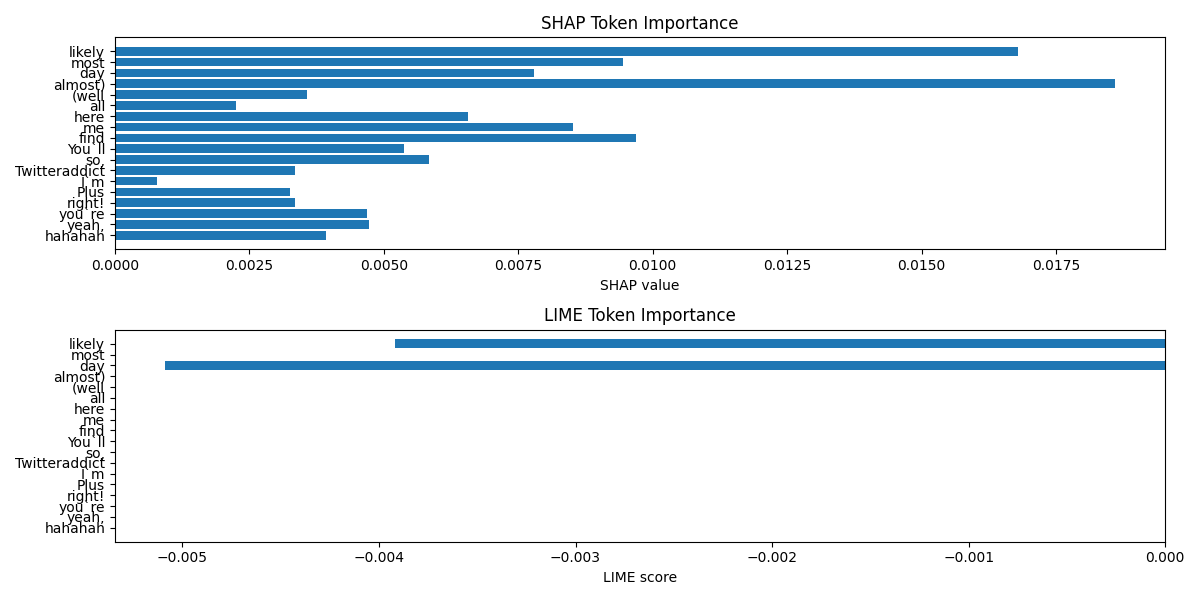 SHAP Token Importance
likely
most
day
almost)
(well
all
here
me
find
You`ll
so,
Twitteraddict
I`m
Plus
right!
you`re
yeah,
hahahah
0.0000 0.0025 0.0050 0.0075 0.0100 0.0125 0.0150 0.0175
SHAP value
LIME Token Importance
likely
most
day
almost)
(well
all
here
me
find
You`ll
so,
Twitteraddict
I`m
Plus
right!
you`re
yeah,
hahahah
−0.005 −0.004 −0.003 −0.002 −0.001 0.000
LIME score